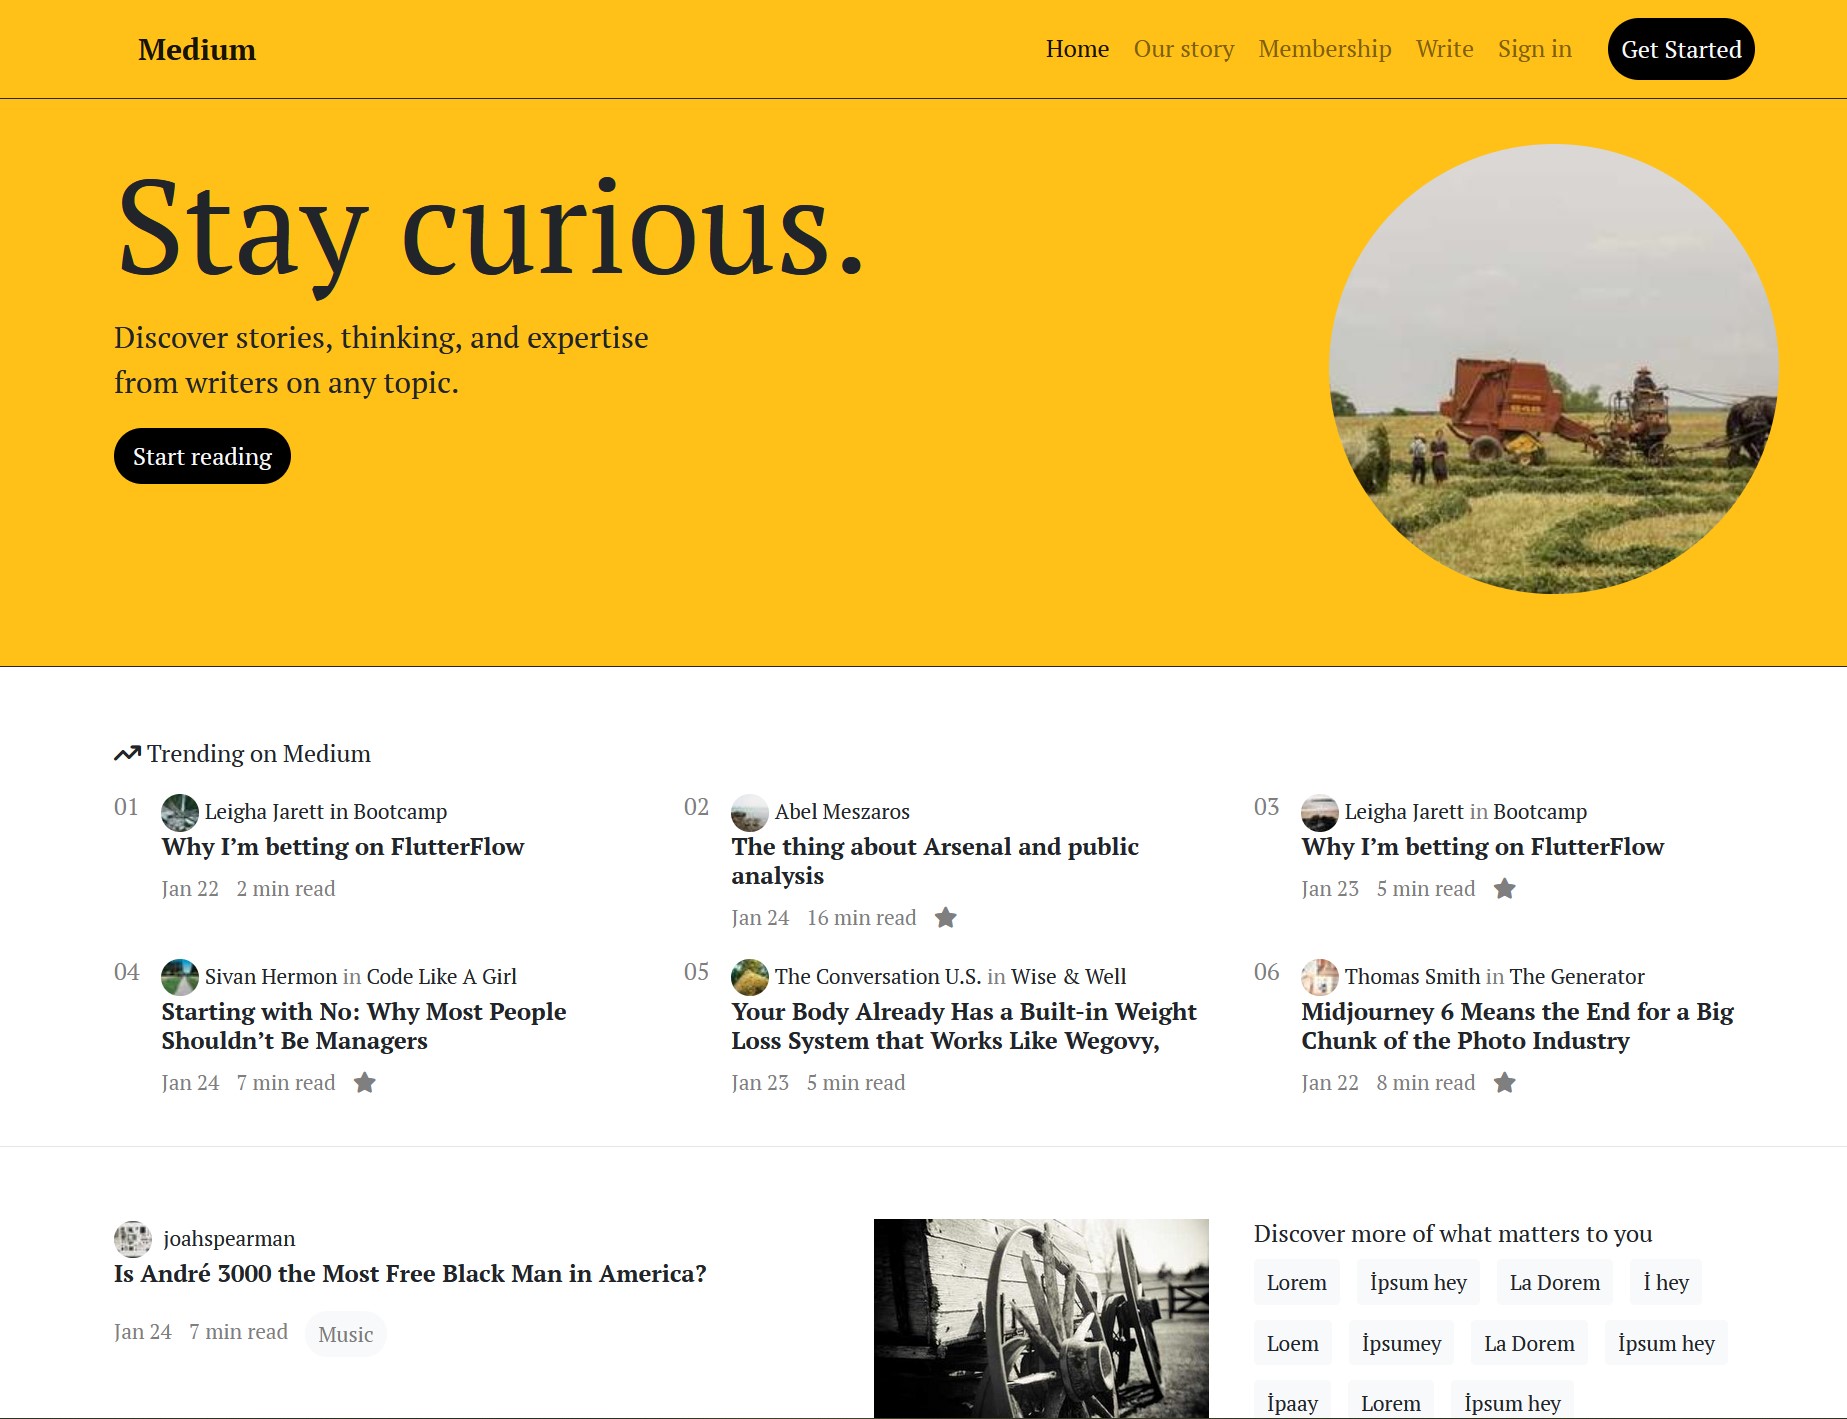 Medium
Home Our story Membership Write Sign in Get Started
Stay curious.
Discover stories, thinking, and expertise
from writers on any topic.
Start reading
Trending on Medium
01 Leigha Jarett in Bootcamp
Why I’m betting on FlutterFlow
Jan 22 2 min read
02 Abel Meszaros
The thing about Arsenal and public
analysis
Jan 24 16 min read
03 Leigha Jarett in Bootcamp
Why I’m betting on FlutterFlow
Jan 23 5 min read
04 Sivan Hermon in Code Like A Girl
Starting with No: Why Most People
Shouldn’t Be Managers
Jan 24 7 min read
05 The Conversation U.S. in Wise & Well
Your Body Already Has a Built-in Weight
Loss System that Works Like Wegovy,
Jan 23 5 min read
06 Thomas Smith in The Generator
Midjourney 6 Means the End for a Big
Chunk of the Photo Industry
Jan 22 8 min read
joahspearman
Is André 3000 the Most Free Black Man in America?
Jan 24 7 min read Music
Discover more of what matters to you
Lorem İpsum hey La Dorem İ hey
Loem İpsumey La Dorem İpsum hey
İpaay Lorem İpsum hey